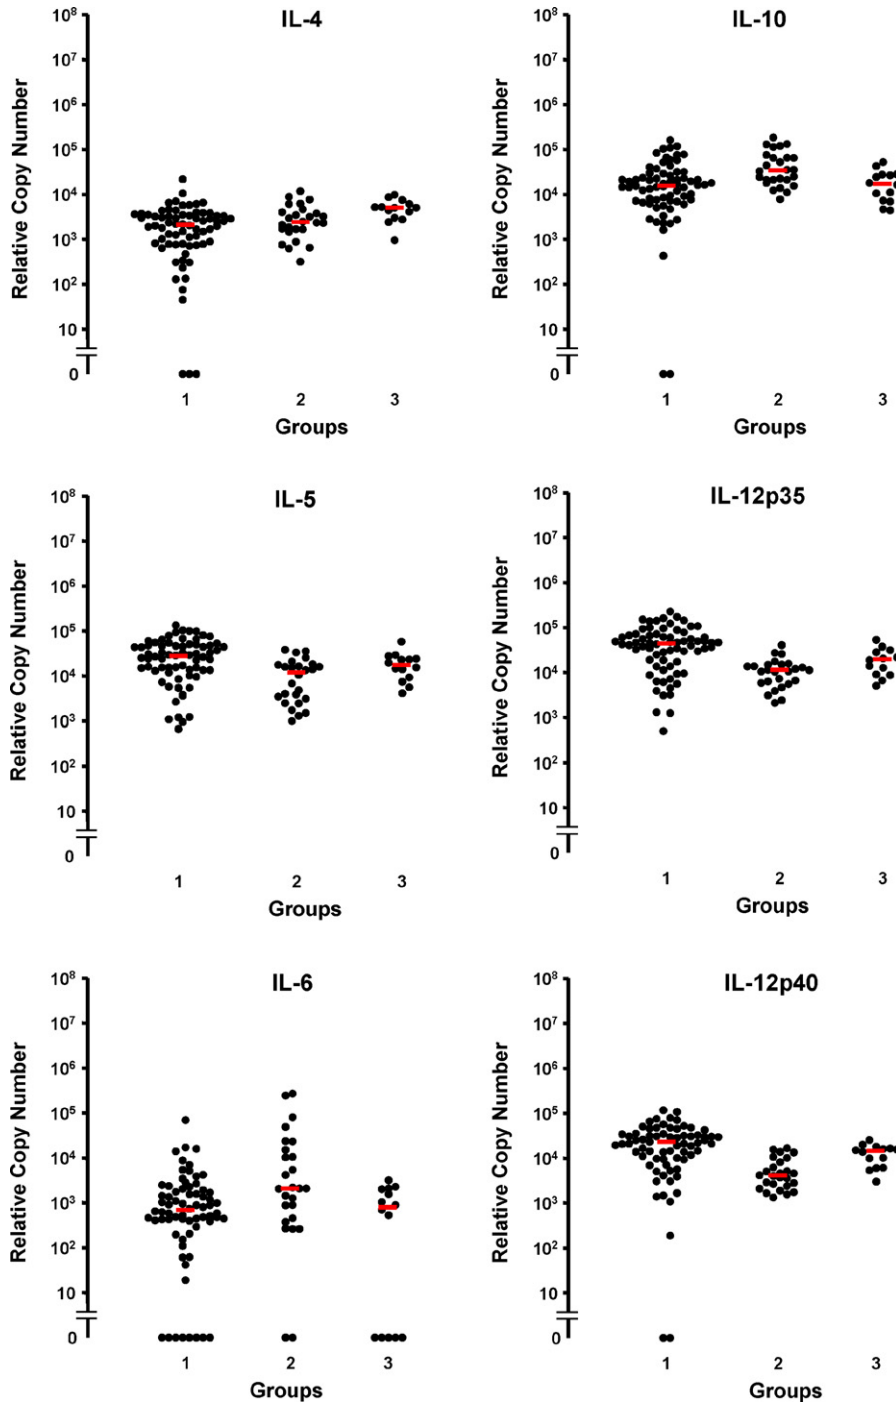 IL-4
Relative Copy Number
10⁸
10⁷
10⁶
10⁵
10⁴
10³
10²
10
0
1 2 3
Groups
IL-10
Relative Copy Number
10⁸
10⁷
10⁶
10⁵
10⁴
10³
10²
10
0
1 2 3
Groups
IL-5
Relative Copy Number
10⁸
10⁷
10⁶
10⁵
10⁴
10³
10²
10
0
1 2 3
Groups
IL-12p35
Relative Copy Number
10⁸
10⁷
10⁶
10⁵
10⁴
10³
10²
10
0
1 2 3
Groups
IL-6
Relative Copy Number
10⁸
10⁷
10⁶
10⁵
10⁴
10³
10²
10
0
1 2 3
Groups
IL-12p40
Relative Copy Number
10⁸
10⁷
10⁶
10⁵
10⁴
10³
10²
10
0
1 2 3
Groups